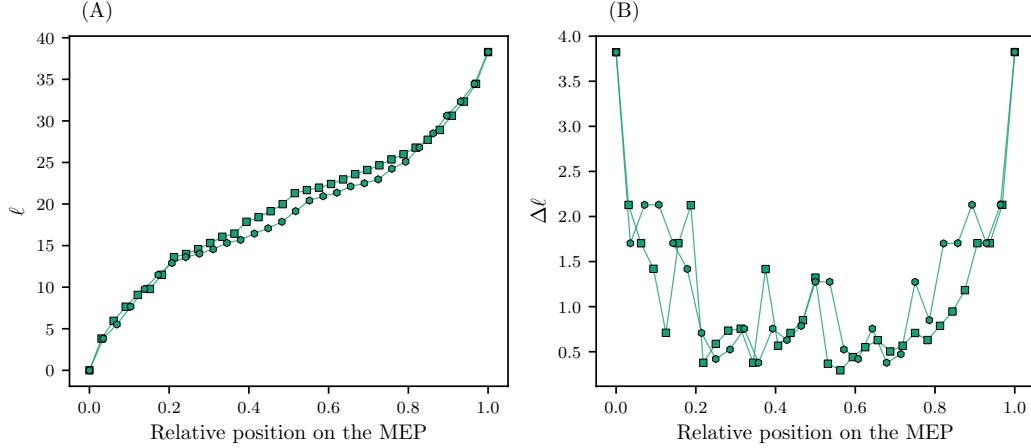 (A)
40
35
30
25
20
15
10
5
0
ℓ
0.0 0.2 0.4 0.6 0.8 1.0
Relative position on the MEP
(B)
4.0
3.5
3.0
2.5
2.0
1.5
1.0
0.5
Δℓ
0.0 0.2 0.4 0.6 0.8 1.0
Relative position on the MEP